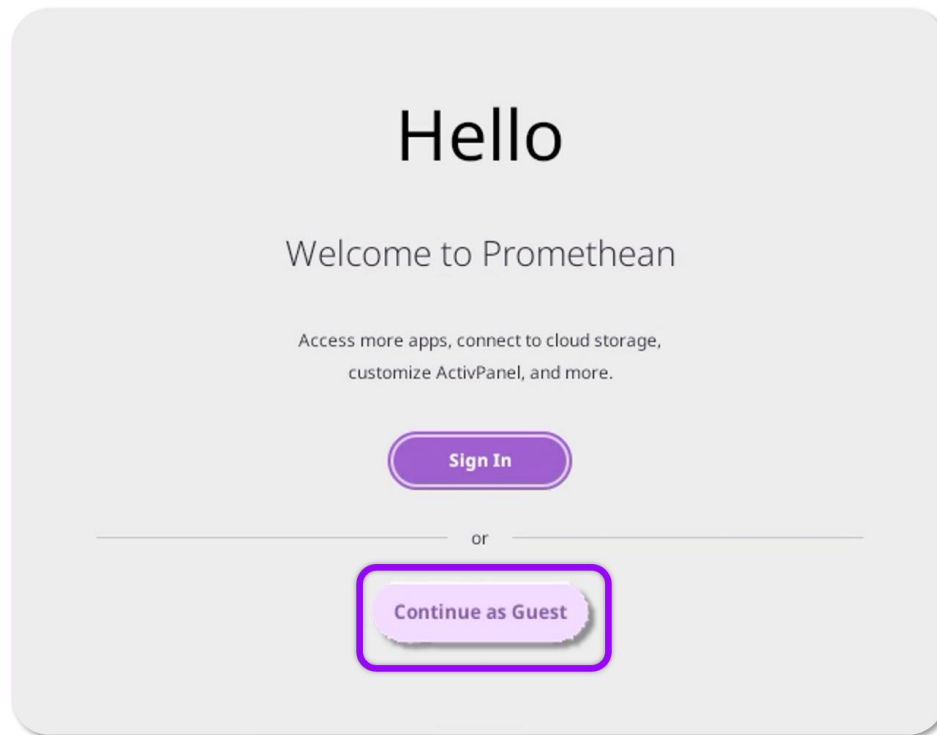 Hello
Welcome to Promethean
Access more apps, connect to cloud storage,
customize ActivPanel, and more.
Sign In
or
Continue as Guest